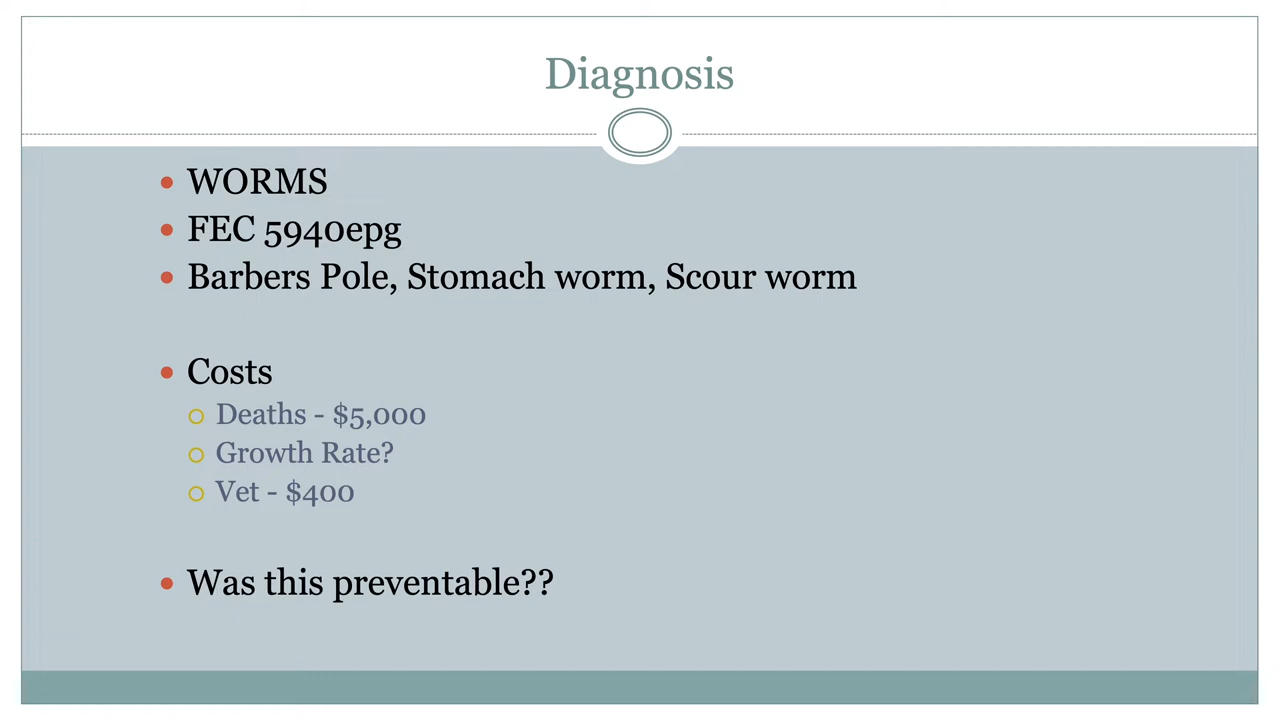 Diagnosis
WORMS
FEC 5940epg
Barbers Pole, Stomach worm, Scour worm
Costs
Deaths - $5,000
Growth Rate?
Vet - $400
Was this preventable??